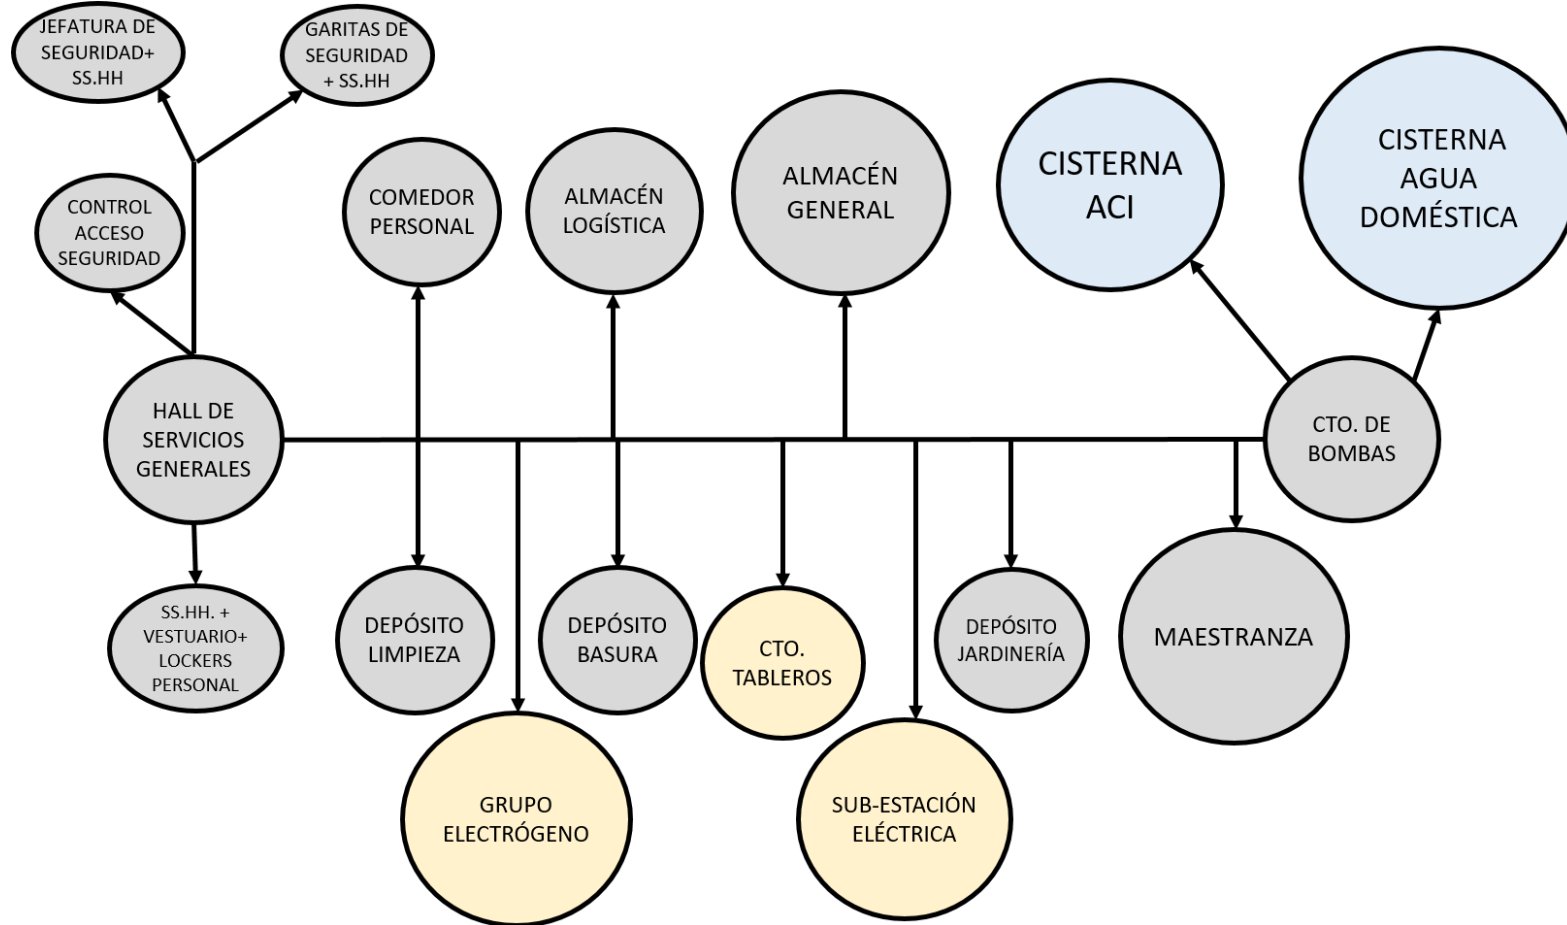 JEFATURA DE
SEGURIDAD+
SS.HH
GARITAS DE
SEGURIDAD
+ SS.HH
CONTROL
ACCESO
SEGURIDAD
COMEDOR
PERSONAL
ALMACÉN
LOGÍSTICA
ALMACÉN
GENERAL
CISTERNA
ACI
CISTERNA
AGUA
DOMÉSTICA
HALL DE
SERVICIOS
GENERALES
CTO. DE
BOMBAS
SS.HH. +
VESTUARIO+
LOCKERS
PERSONAL
DEPÓSITO
LIMPIEZA
DEPÓSITO
BASURA
CTO.
TABLEROS
DEPÓSITO
JARDINERÍA
MAESTRANZA
GRUPO
ELECTRÓGENO
SUB-ESTACIÓN
ELÉCTRICA